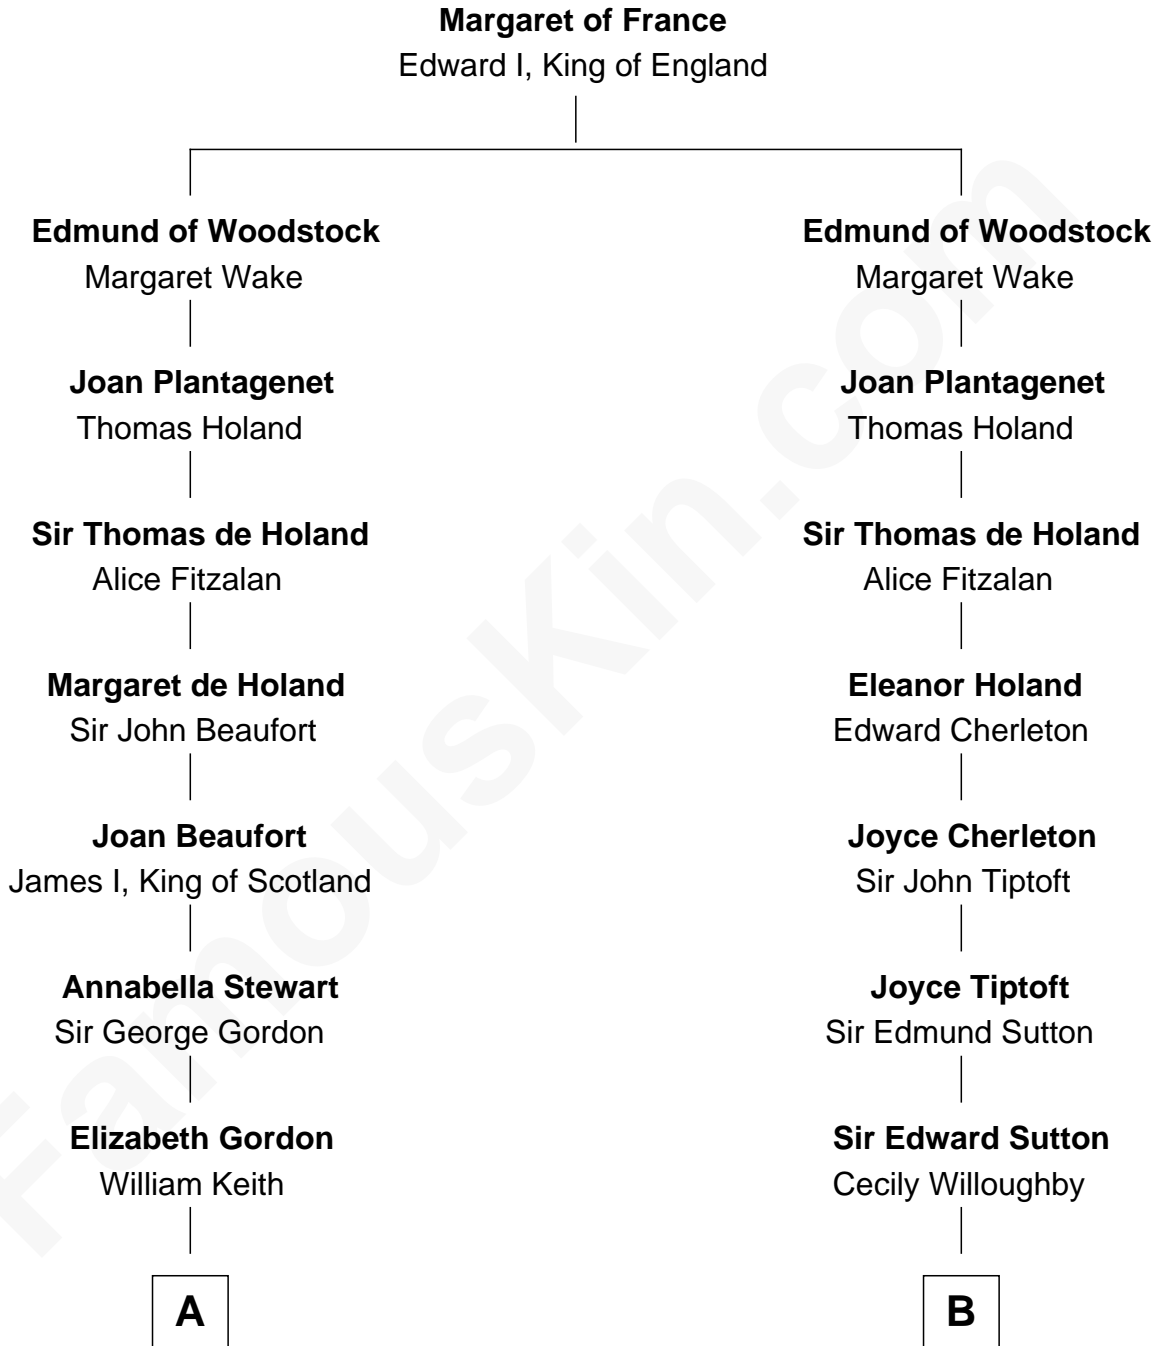 Margaret of France
Edward I, King of England
Edmund of Woodstock
Margaret Wake
Edmund of Woodstock
Margaret Wake
Joan Plantagenet
Thomas Holand
Joan Plantagenet
Thomas Holand
Sir Thomas de Holand
Alice Fitzalan
Sir Thomas de Holand
Alice Fitzalan
Margaret de Holand
Sir John Beaufort
Eleanor Holand
Edward Cherleton
Joan Beaufort
James I, King of Scotland
Joyce Cherleton
Sir John Tiptoft
Annabella Stewart
Sir George Gordon
Joyce Tiptoft
Sir Edmund Sutton
Elizabeth Gordon
William Keith
Sir Edward Sutton
Cecily Willoughby
A
B
FamousKin.com